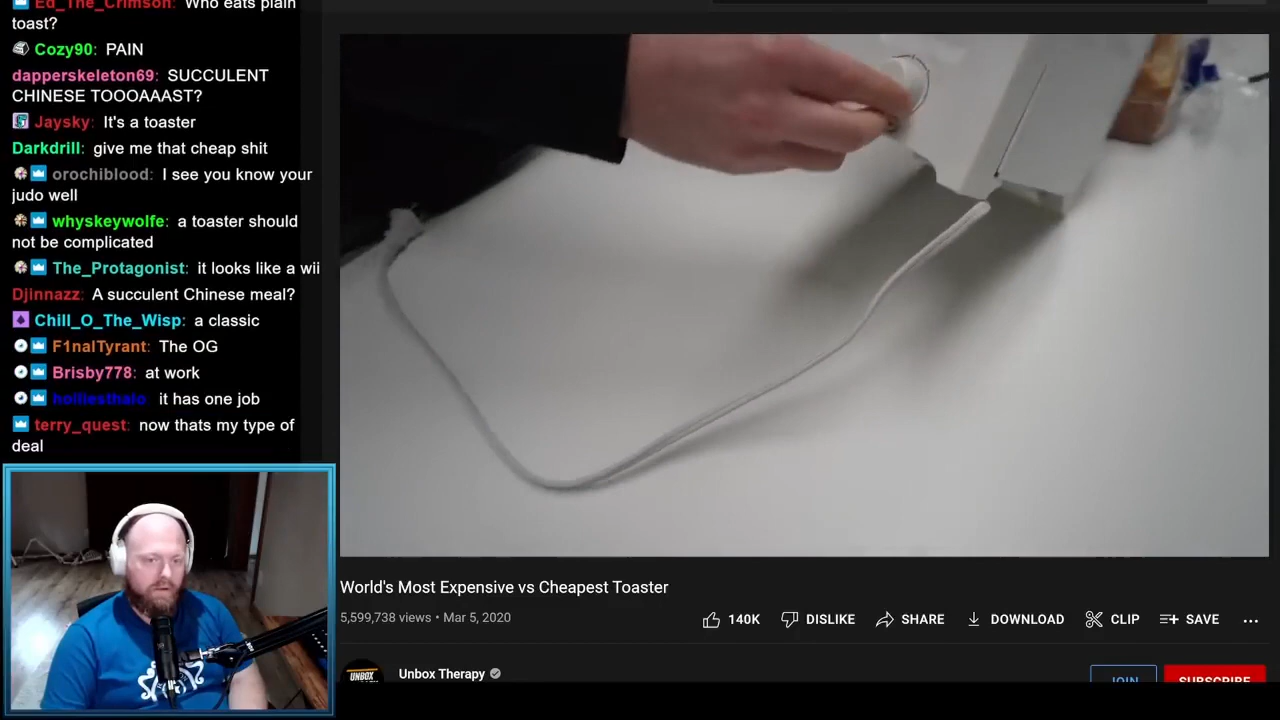 Ed_The_Crimson: Who eats plain
toast?
Cozy90: PAIN
dapperskeleton69: SUCCULENT
CHINESE TOOOAAAST?
Jaysky: It's a toaster
Darkdrill: give me that cheap shit
orochiblood: I see you know your
judo well
whyskeywolfe: a toaster should
not be complicated
The_Protagonist: it looks like a wii
Djinnazz: A succulent Chinese meal?
Chill_O_The_Wisp: a classic
F1nalTyrant: The OG
Brisby778: at work
holliesthalo: it has one job
terry_quest: now thats my type of
deal
World's Most Expensive vs Cheapest Toaster
5,599,738 views • Mar 5, 2020
140K DISLIKE SHARE DOWNLOAD CLIP SAVE ...
UNBOX
Unbox Therapy
JOIN SUBSCRIBE